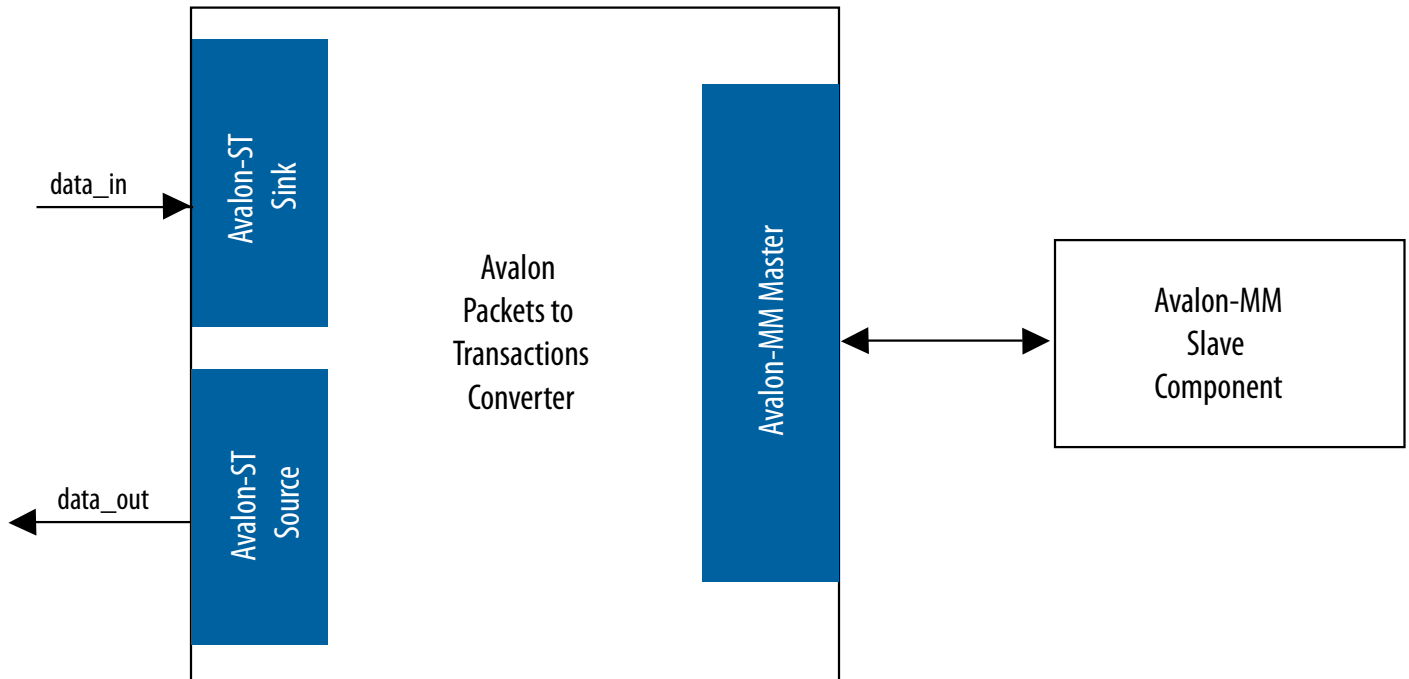 data_in
Avalon-ST
Sink
data_out
Avalon-ST
Source
Avalon
Packets to
Transactions
Converter
Avalon-MM Master
Avalon-MM
Slave
Component